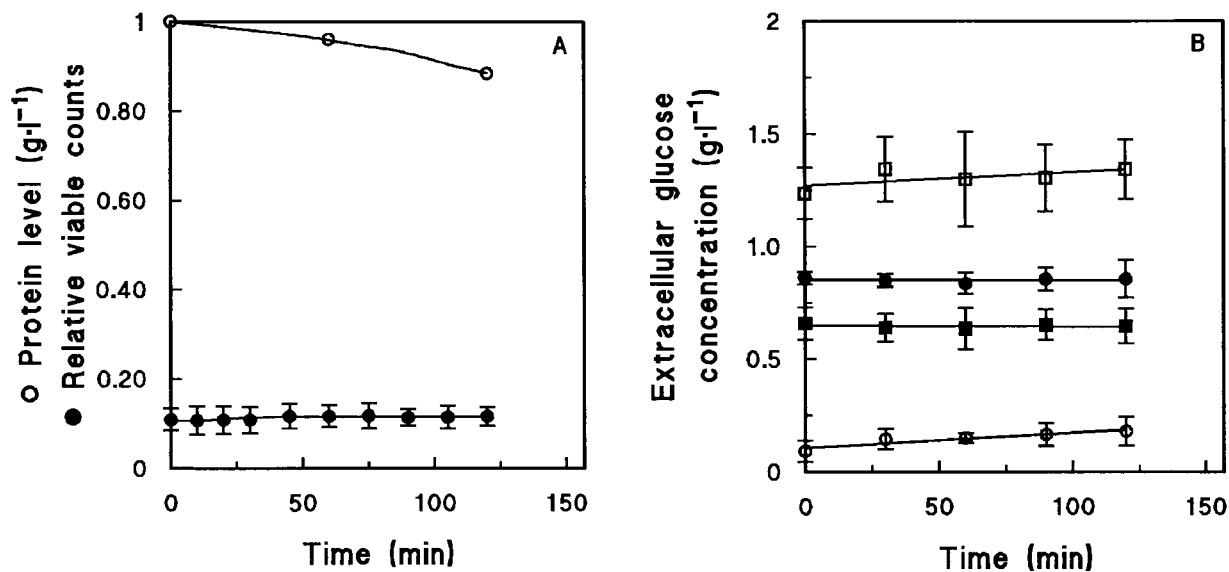 A
1
0.80
0.60
0.40
0.20
0
○ Protein level (g·l⁻¹)
● Relative viable counts
0 50 100 150
Time (min)
B
2
1.5
1.0
0.5
0
Extracellular glucose
concentration (g·l⁻¹)
0 50 100 150
Time (min)